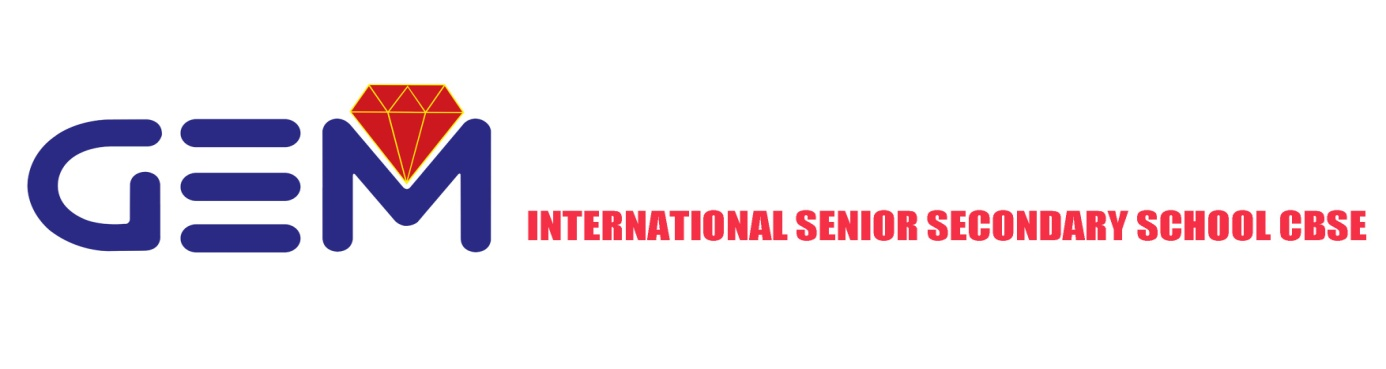 GEM
INTERNATIONAL SENIOR SECONDARY SCHOOL CBSE